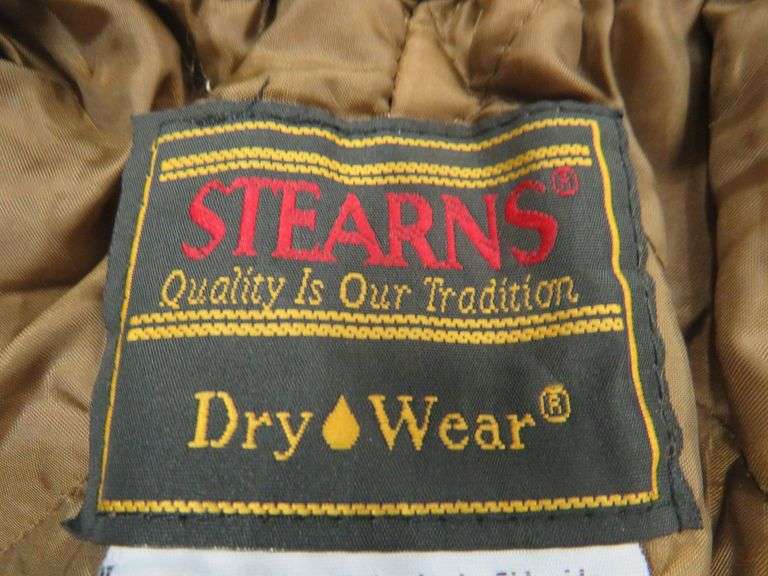 STEARNS®
Quality Is Our Tradition
Dry Wear®